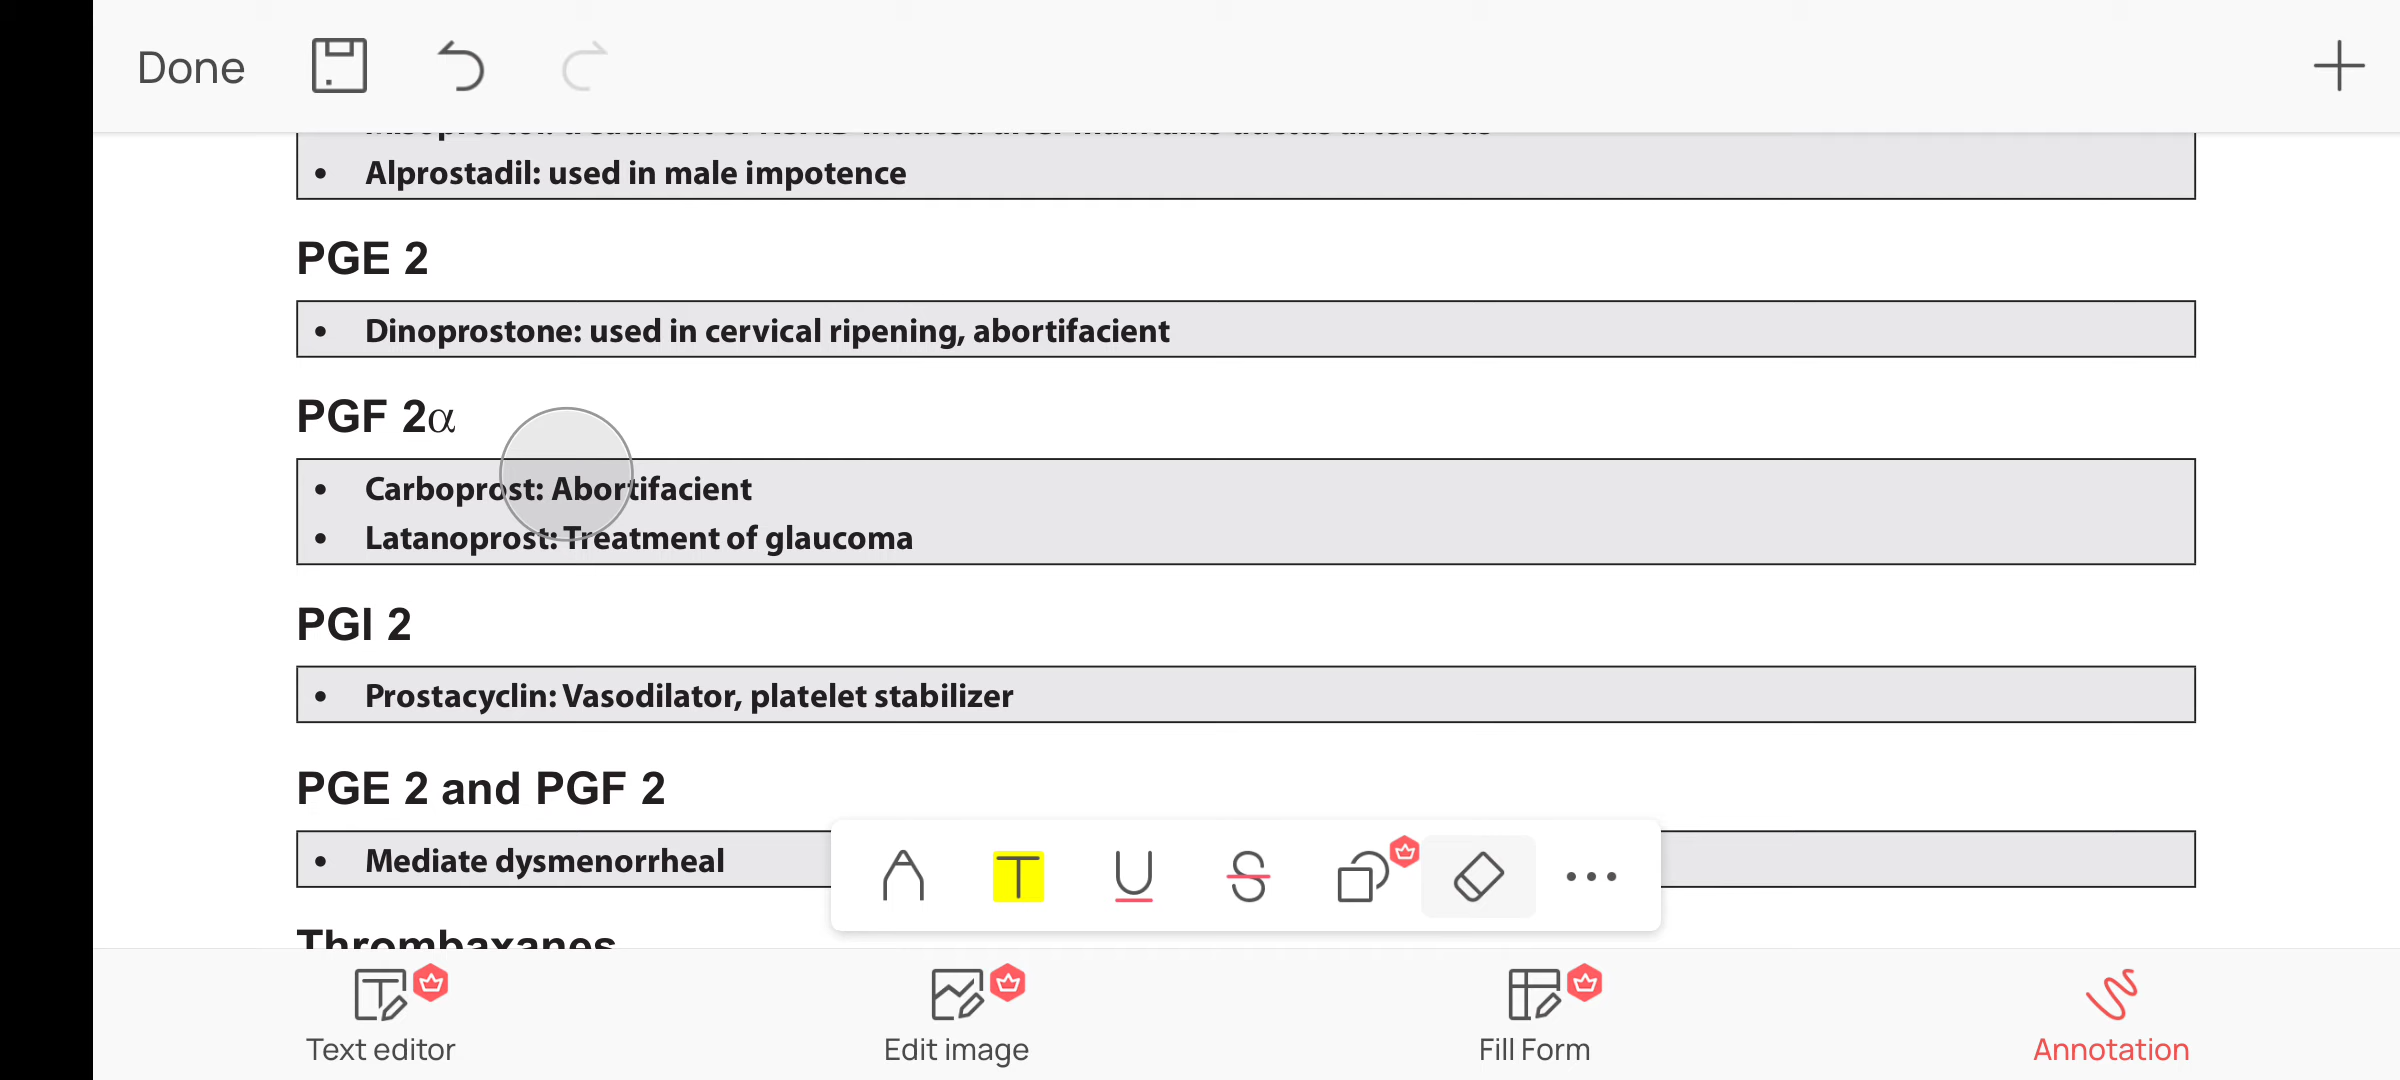 Done
Alprostadil: used in male impotence
PGE 2
Dinoprostone: used in cervical ripening, abortifacient
PGF 2α
Carboprost: Abortifacient
Latanoprost: Treatment of glaucoma
PGI 2
Prostacyclin: Vasodilator, platelet stabilizer
PGE 2 and PGF 2
Mediate dysmenorrheal
Thromboxanes
Text editor
Edit image
Fill Form
Annotation